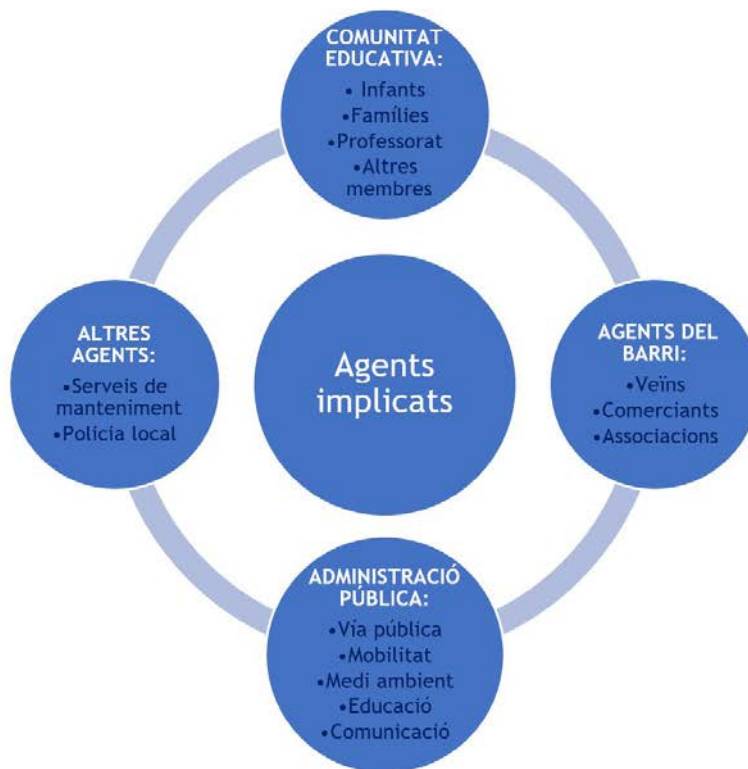 COMUNITAT
EDUCATIVA:
• Infants
•Famílies
•Professorat
•Altres
membres
ALTRES
AGENTS:
•Serveis de
manteniment
•Policia local
Agents
implicats
AGENTS DEL
BARRI:
•Veïns
•Comerciants
•Associacions
ADMINISTRACIÓ
PÚBLICA:
•Vía pública
•Mobilitat
•Medi ambient
•Educació
•Comunicació